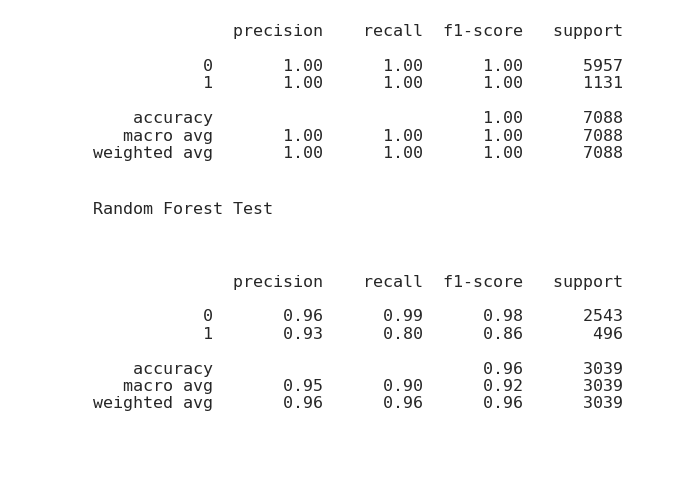 precision    recall  f1-score   support

           0       1.00      1.00      1.00      5957
           1       1.00      1.00      1.00      1131

    accuracy                           1.00      7088
   macro avg       1.00      1.00      1.00      7088
weighted avg       1.00      1.00      1.00      7088

Random Forest Test

              precision    recall  f1-score   support

           0       0.96      0.99      0.98      2543
           1       0.93      0.80      0.86       496

    accuracy                           0.96      3039
   macro avg       0.95      0.90      0.92      3039
weighted avg       0.96      0.96      0.96      3039